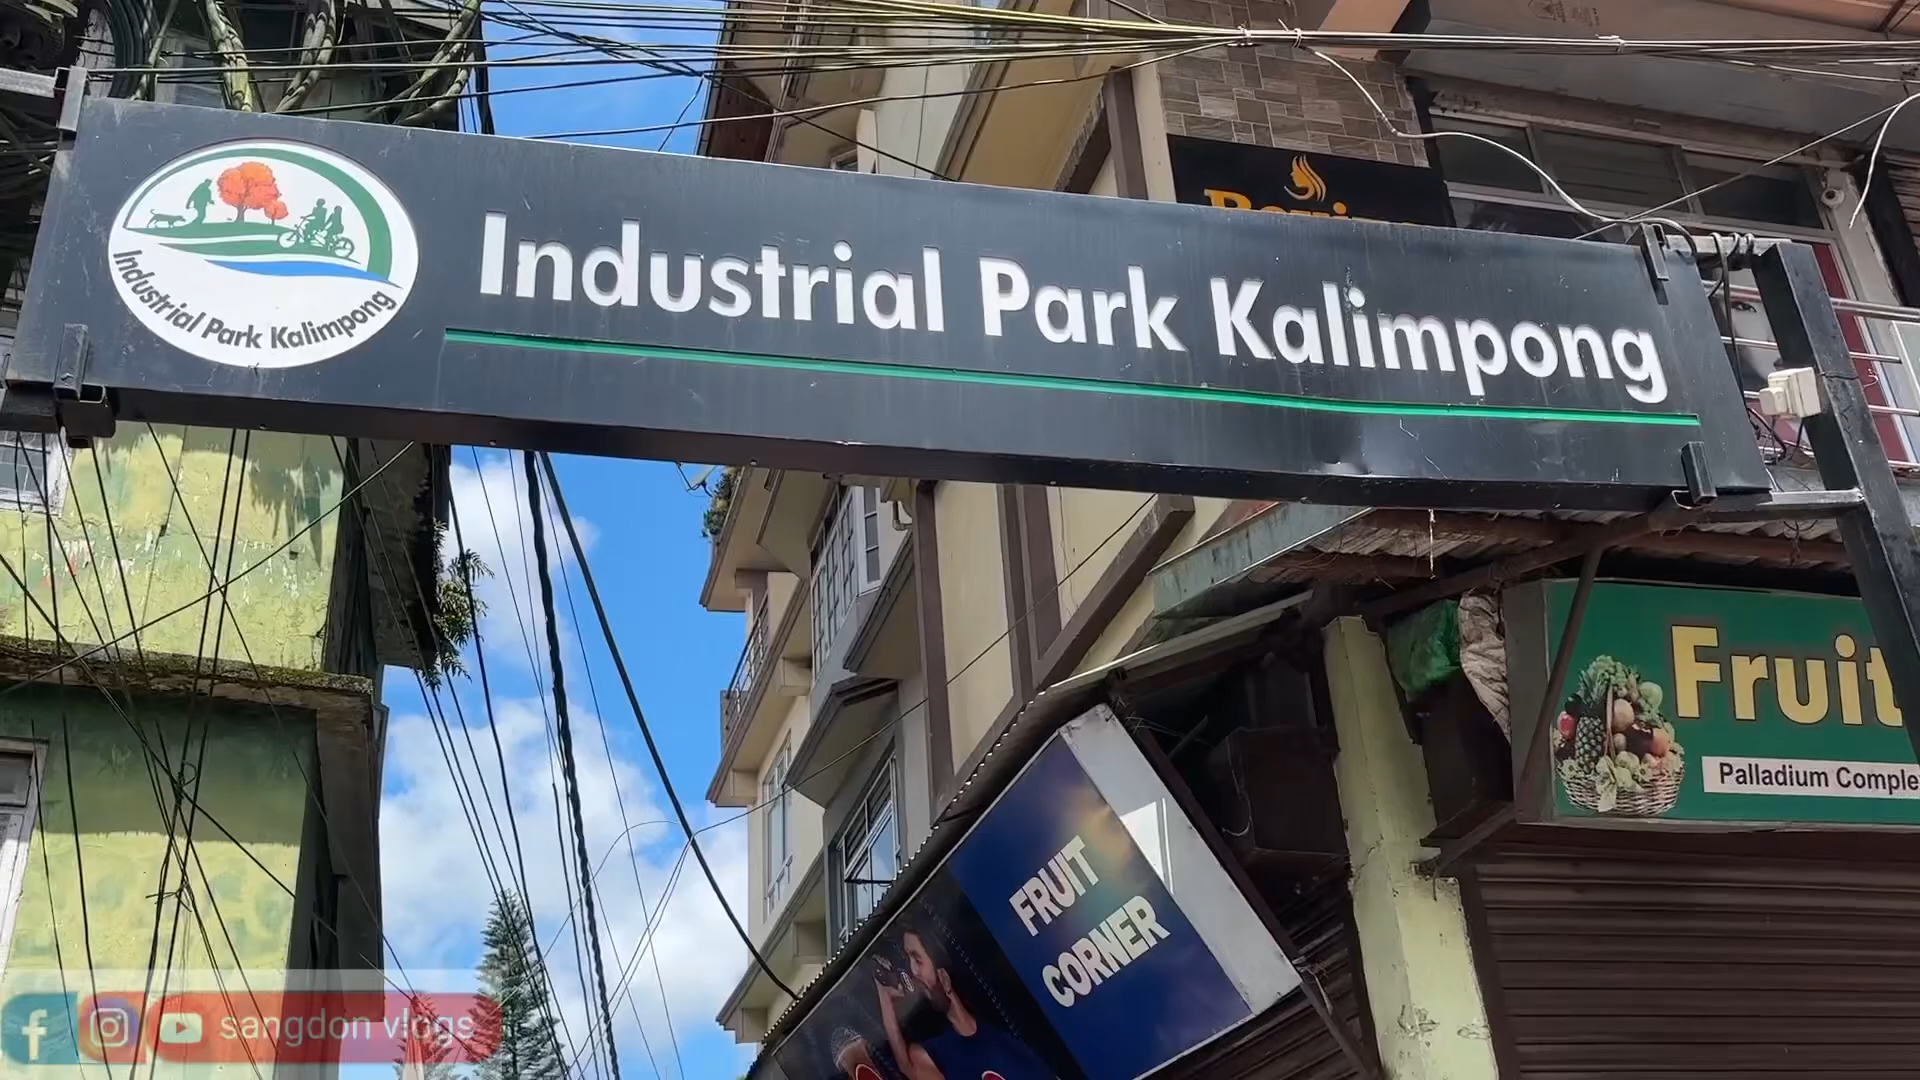 Industrial Park Kalimpong
Industrial Park Kalimpong
Fruit
Palladium Comple
FRUIT
CORNER
sangdon vlogs